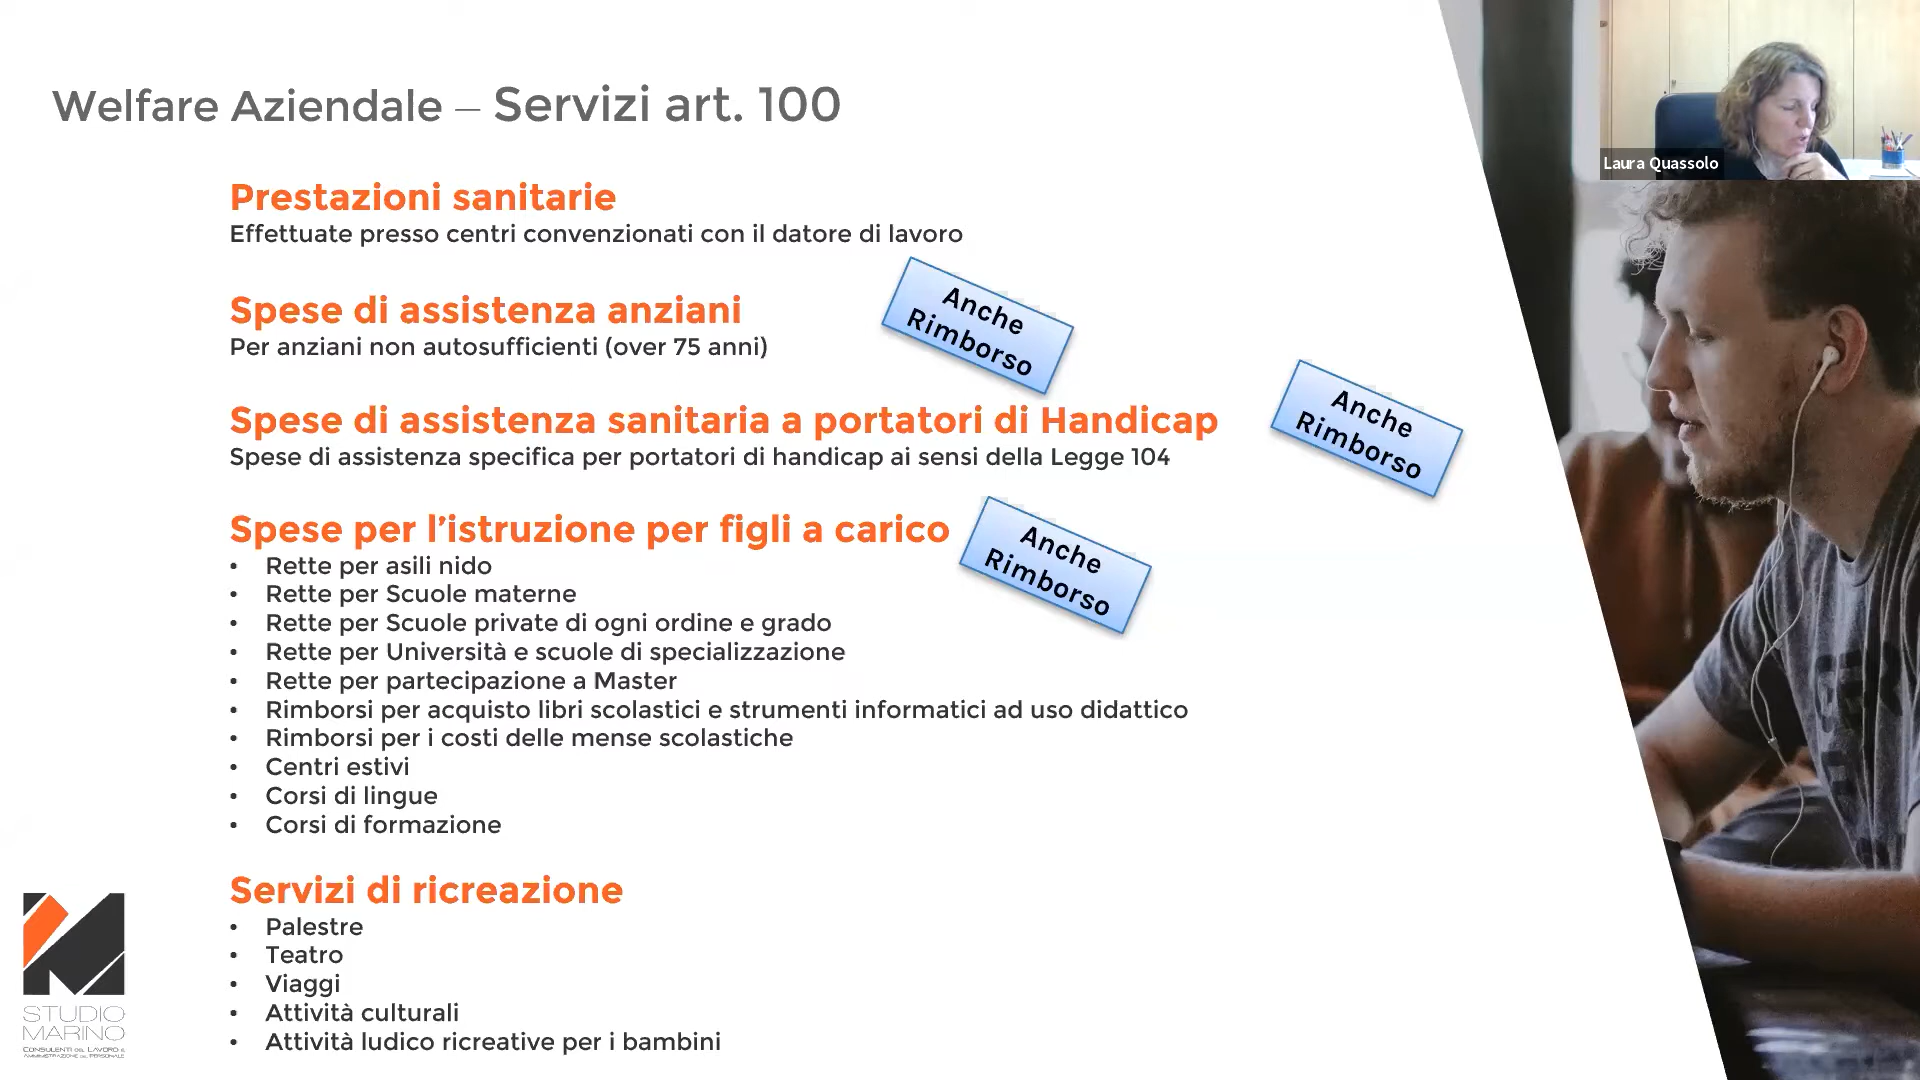 Welfare Aziendale – Servizi art. 100
Laura Quassolo
Prestazioni sanitarie
Effettuate presso centri convenzionati con il datore di lavoro
Spese di assistenza anziani
Per anziani non autosufficienti (over 75 anni)
Anche
Rimborso
Spese di assistenza sanitaria a portatori di Handicap
Spese di assistenza specifica per portatori di handicap ai sensi della Legge 104
Anche
Rimborso
Spese per l’istruzione per figli a carico
Anche
Rimborso
• Rette per asili nido
• Rette per Scuole materne
• Rette per Scuole private di ogni ordine e grado
• Rette per Università e scuole di specializzazione
• Rette per partecipazione a Master
• Rimborsi per acquisto libri scolastici e strumenti informatici ad uso didattico
• Rimborsi per i costi delle mense scolastiche
• Centri estivi
• Corsi di lingue
• Corsi di formazione
Servizi di ricreazione
• Palestre
• Teatro
• Viaggi
• Attività culturali
• Attività ludico ricreative per i bambini
STUDIO
MARINO
CONSULENTI DEL LAVORO E
AMMINISTRAZIONE DEL PERSONALE